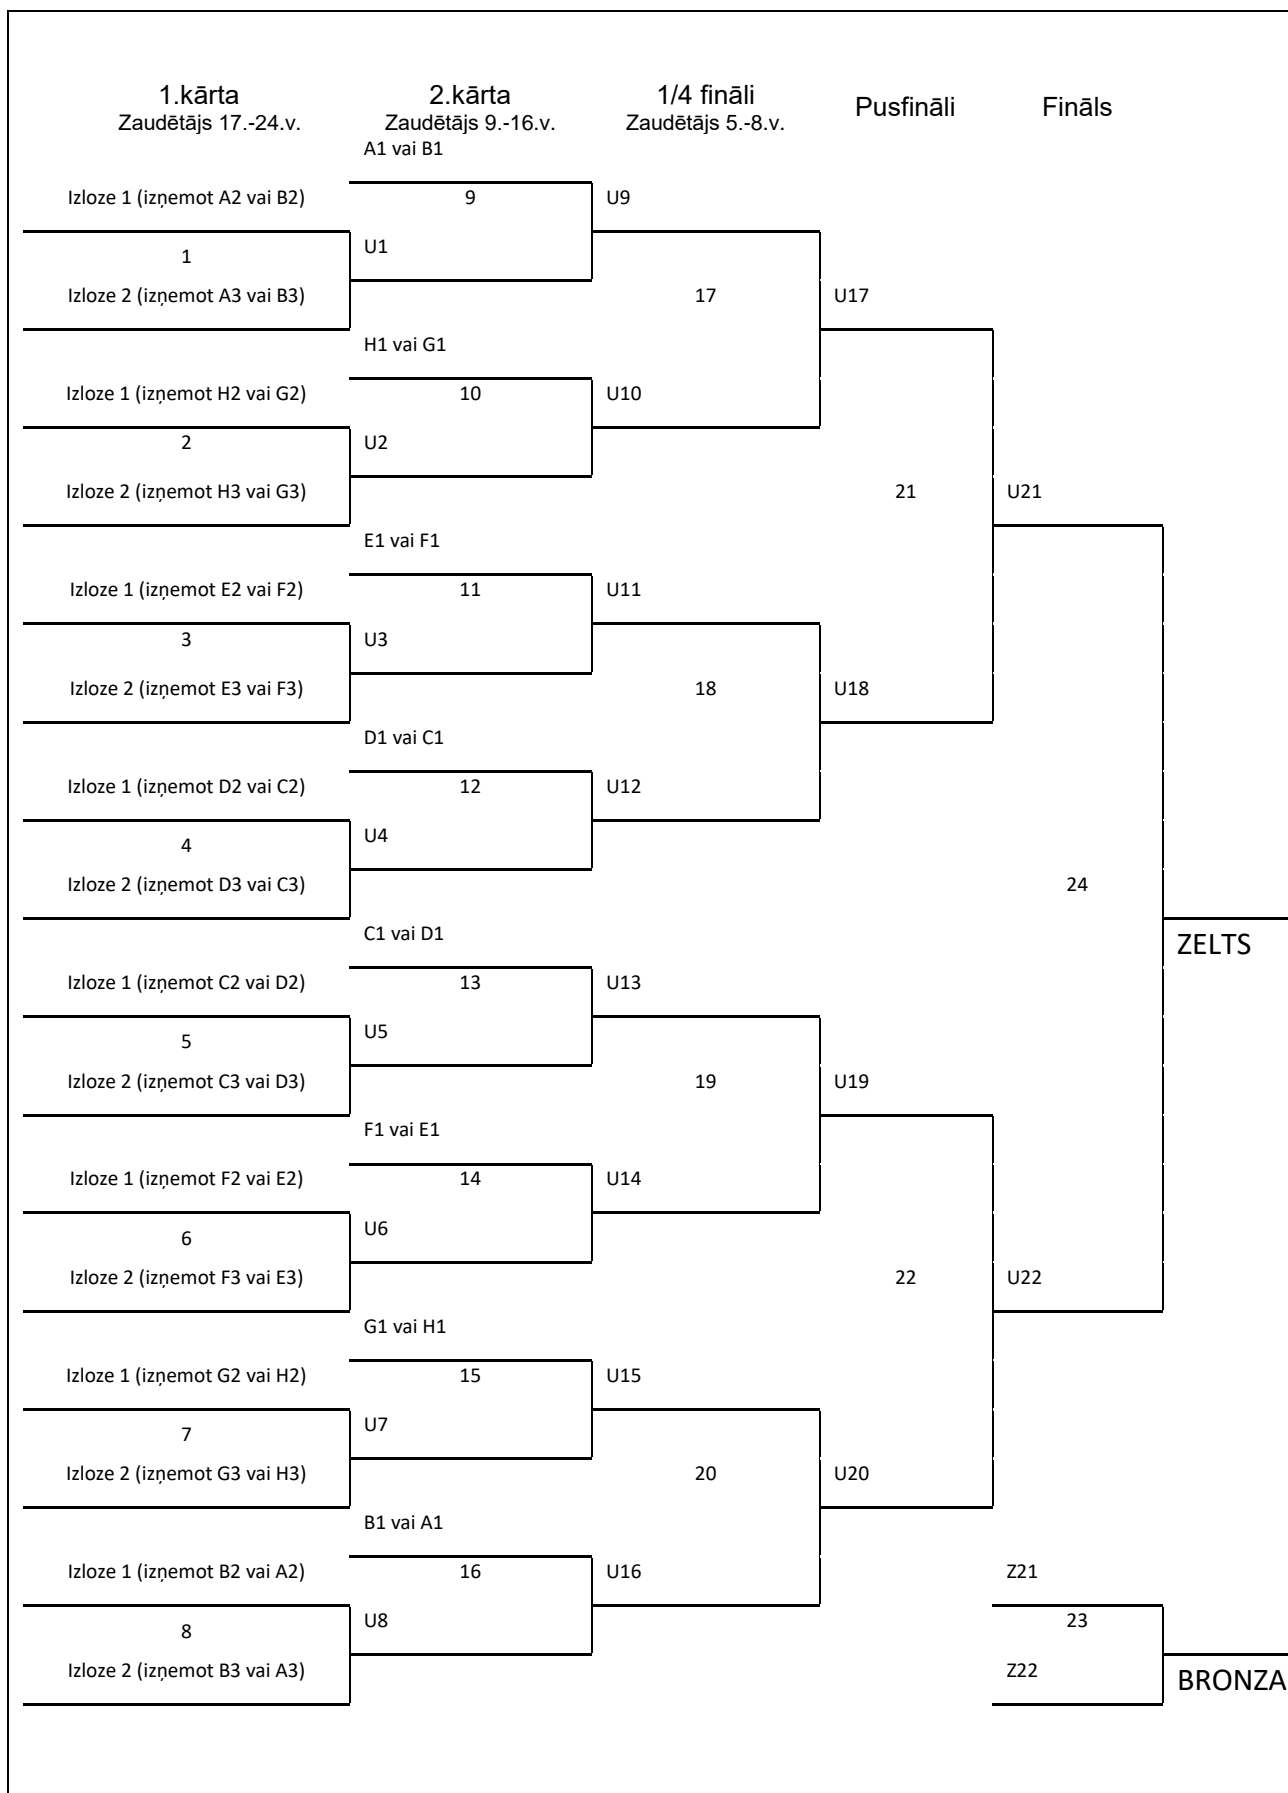 1.kārta 2.kārta 1/4 fināli Pusfināli Fināls
Zaudētājs 17.-24.v. Zaudētājs 9.-16.v. Zaudētājs 5.-8.v.
A1 vai B1
Izloze 1 (izņemot A2 vai B2) 9 U9
1 U1
Izloze 2 (izņemot A3 vai B3) 17 U17
H1 vai G1
Izloze 1 (izņemot H2 vai G2) 10 U10
2 U2
Izloze 2 (izņemot H3 vai G3) 21 U21
E1 vai F1
Izloze 1 (izņemot E2 vai F2) 11 U11
3 U3
Izloze 2 (izņemot E3 vai F3) 18 U18
D1 vai C1
Izloze 1 (izņemot D2 vai C2) 12 U12
4 U4
Izloze 2 (izņemot D3 vai C3) 24
C1 vai D1
ZELTS
Izloze 1 (izņemot C2 vai D2) 13 U13
5 U5
Izloze 2 (izņemot C3 vai D3) 19 U19
F1 vai E1
Izloze 1 (izņemot F2 vai E2) 14 U14
6 U6
Izloze 2 (izņemot F3 vai E3) 22 U22
G1 vai H1
Izloze 1 (izņemot G2 vai H2) 15 U15
7 U7
Izloze 2 (izņemot G3 vai H3) 20 U20
B1 vai A1
Izloze 1 (izņemot B2 vai A2) 16 U16 Z21
8 U8 23
Izloze 2 (izņemot B3 vai A3) Z22
BRONZA